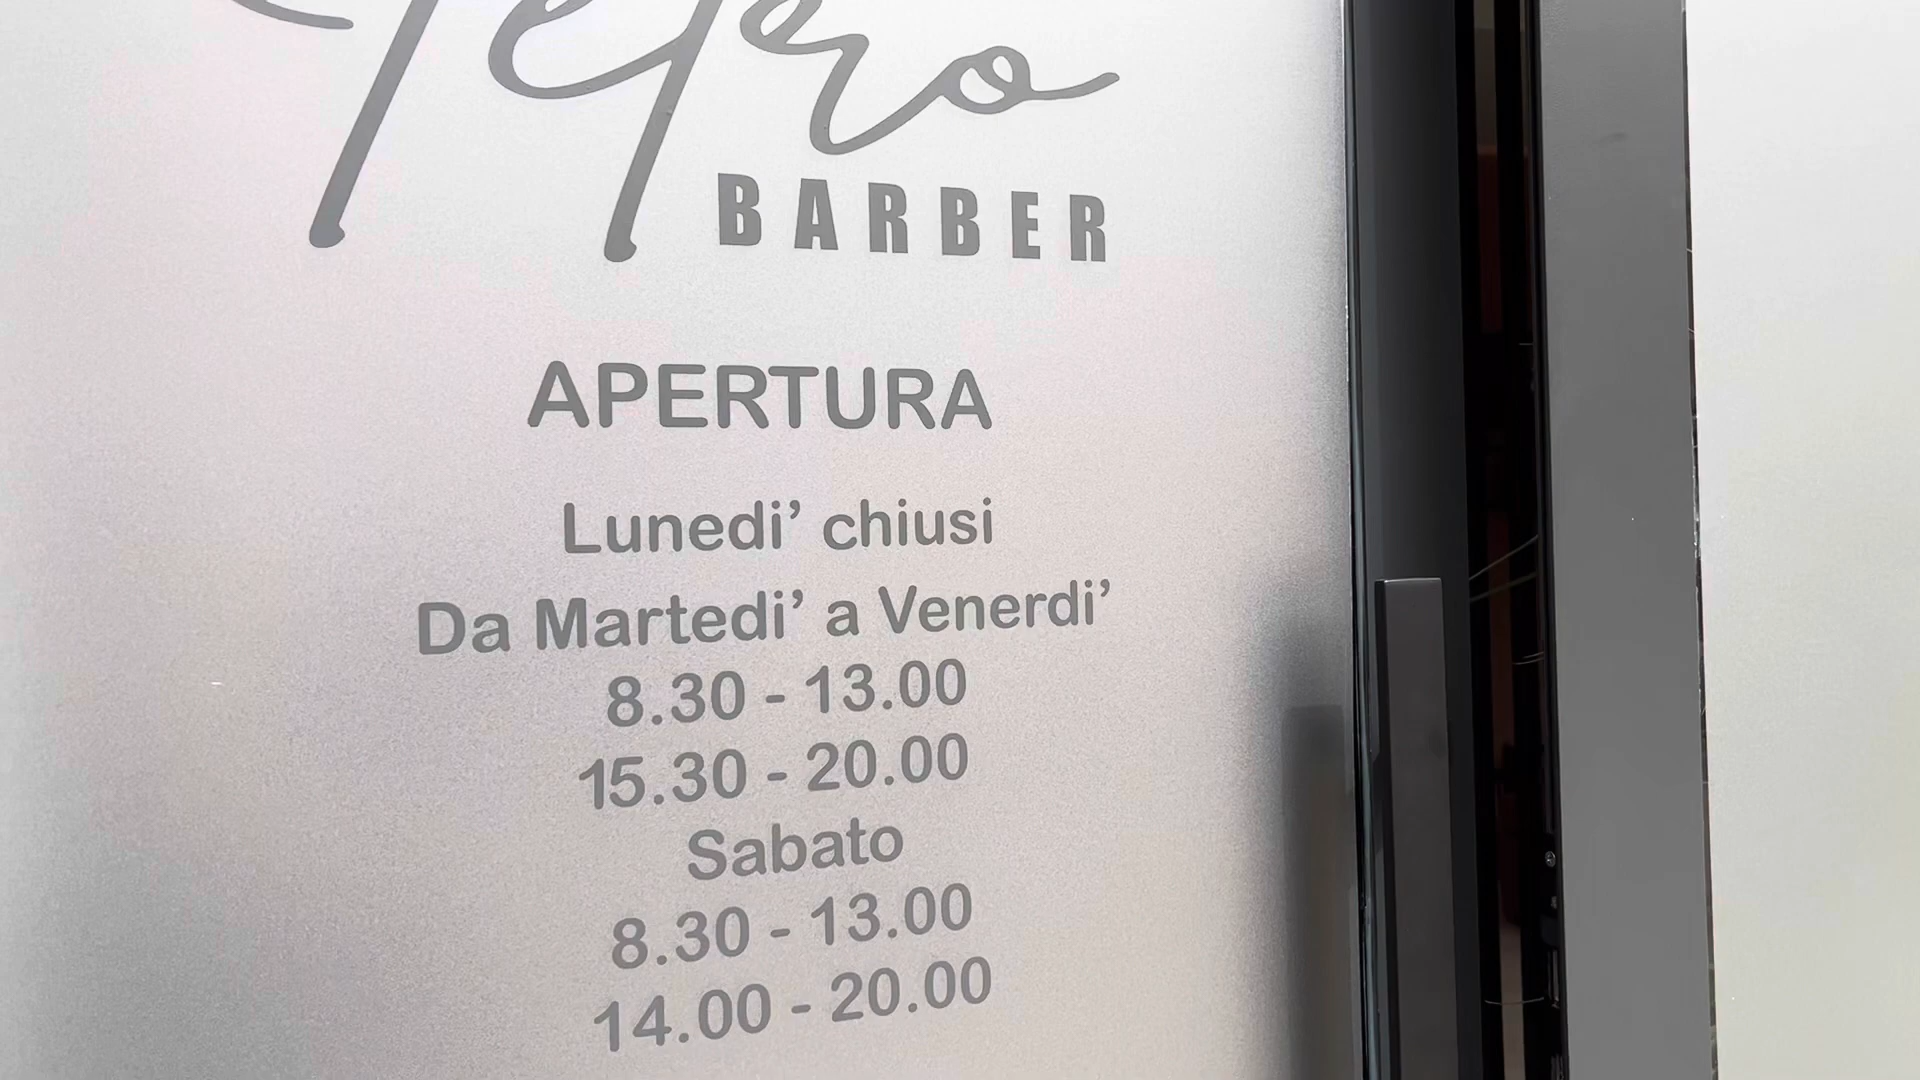 BARBER
APERTURA
Lunedi’ chiusi
Da Martedi’ a Venerdi’
8.30 - 13.00
15.30 - 20.00
Sabato
8.30 - 13.00
14.00 - 20.00